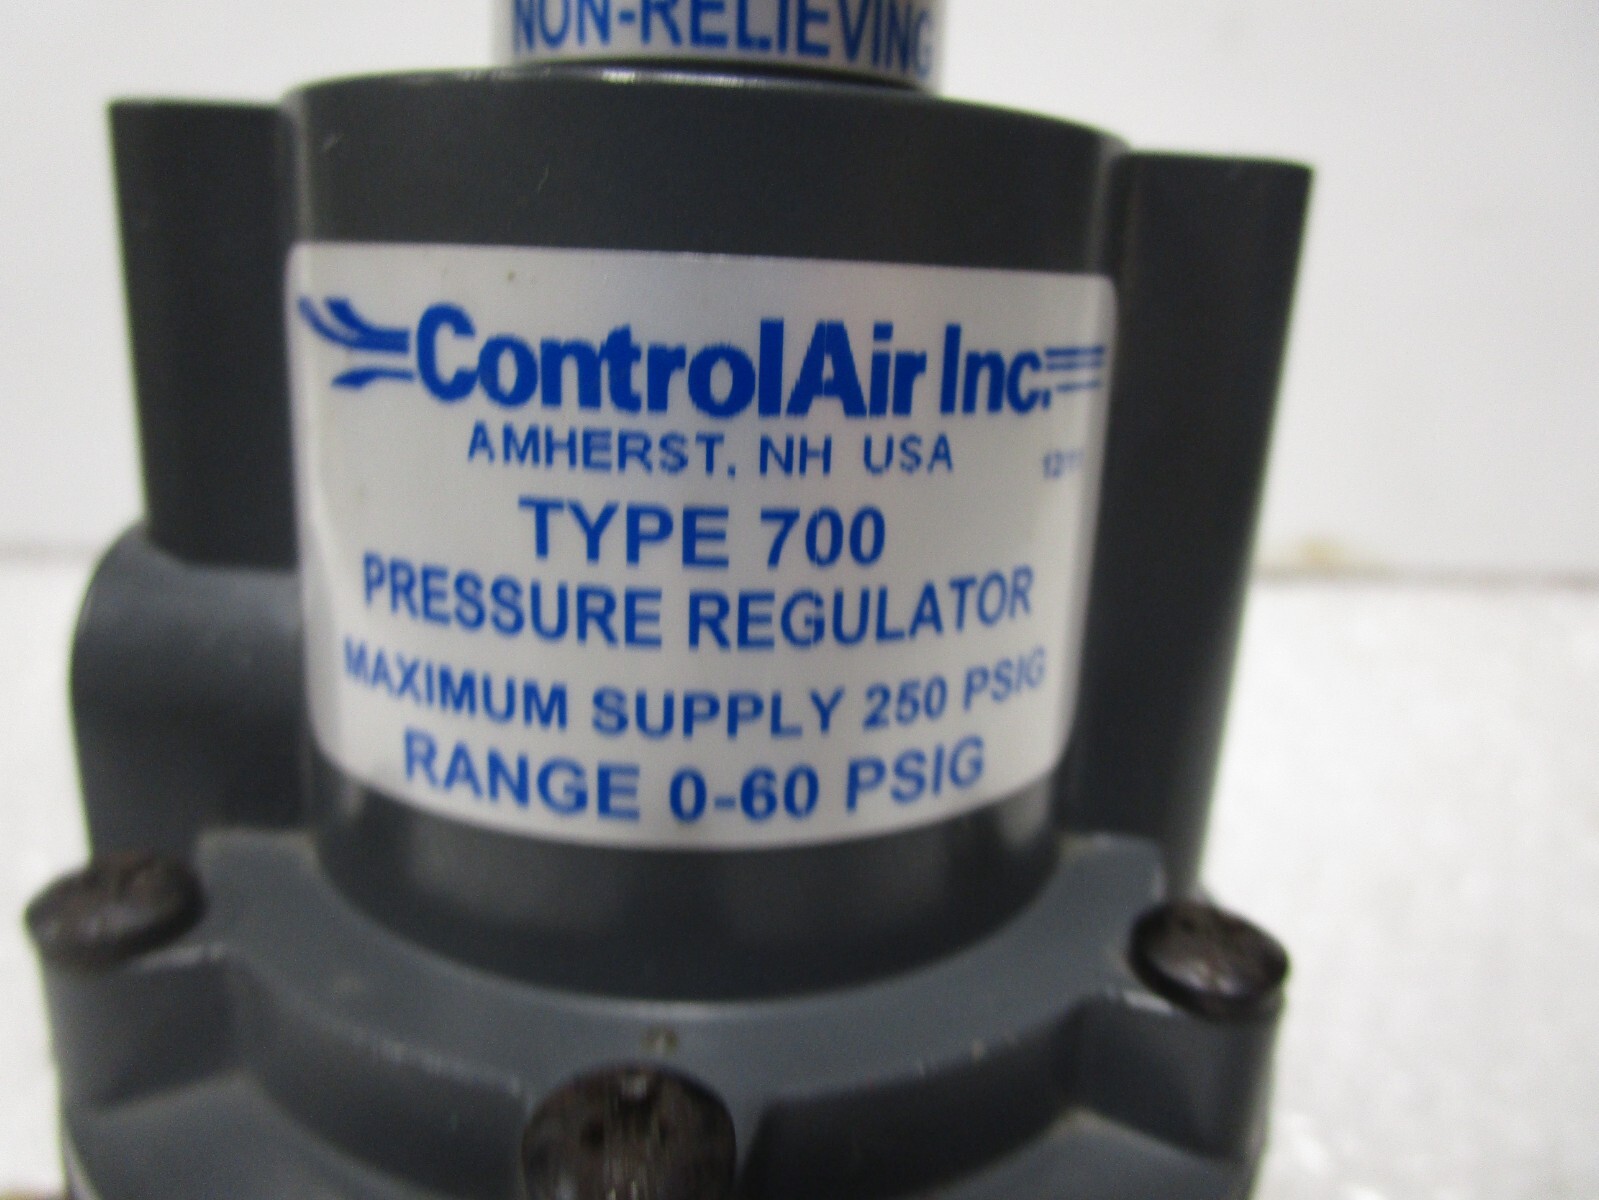 NON-RELIEVING
ControlAir Inc.
AMHERST, NH USA
TYPE 700
PRESSURE REGULATOR
MAXIMUM SUPPLY 250 PSIG
RANGE 0-60 PSIG